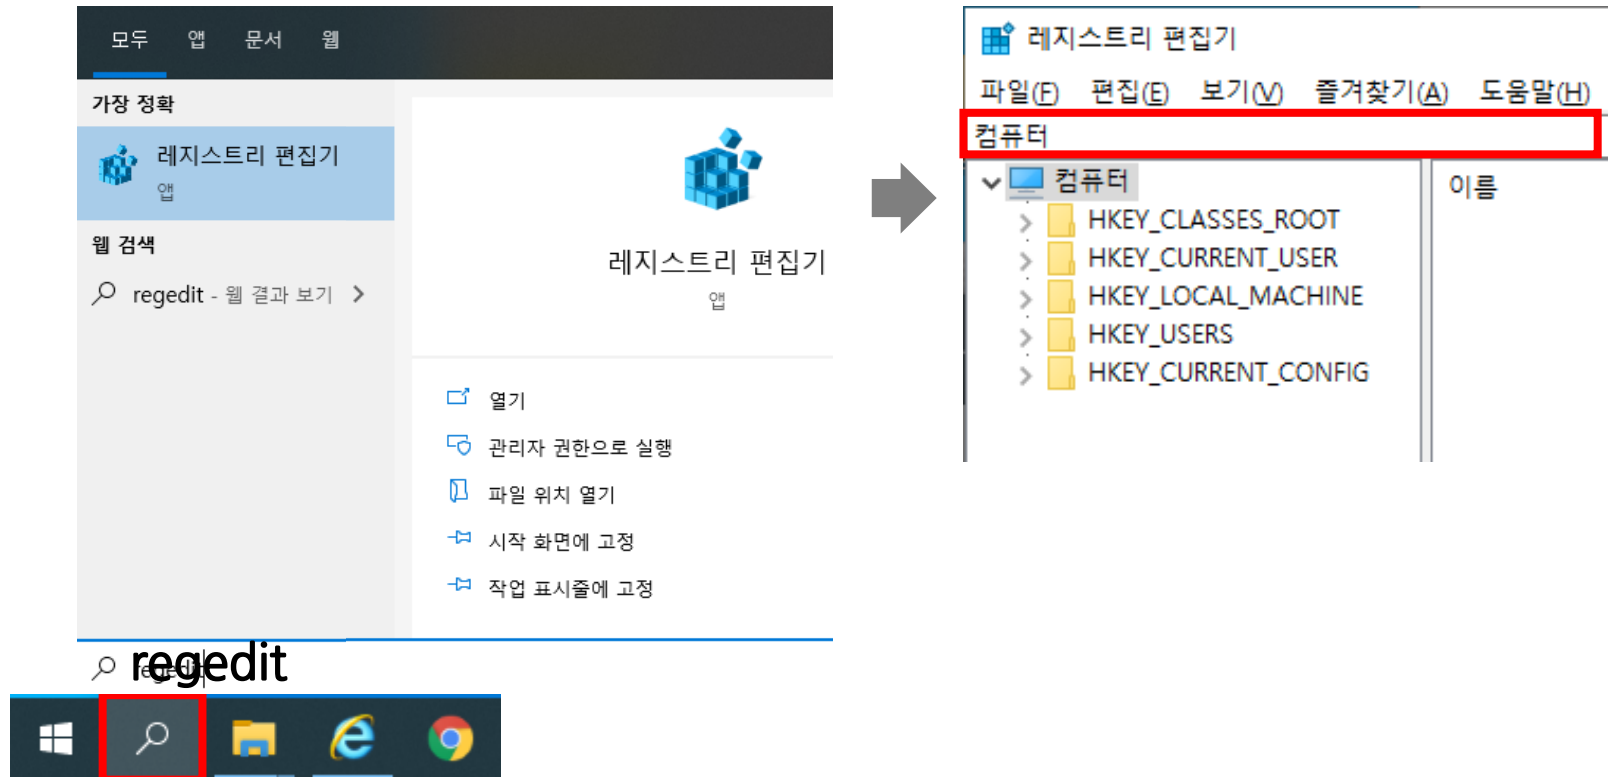 모두 앱 문서 웹
가장 정확
레지스트리 편집기
앱
웹 검색
regedit - 웹 결과 보기
레지스트리 편집기
앱
열기
관리자 권한으로 실행
파일 위치 열기
시작 화면에 고정
작업 표시줄에 고정
regedit
regedit
레지스트리 편집기
파일(F) 편집(E) 보기(V) 즐겨찾기(A) 도움말(H)
컴퓨터
컴퓨터
이름
HKEY_CLASSES_ROOT
HKEY_CURRENT_USER
HKEY_LOCAL_MACHINE
HKEY_USERS
HKEY_CURRENT_CONFIG